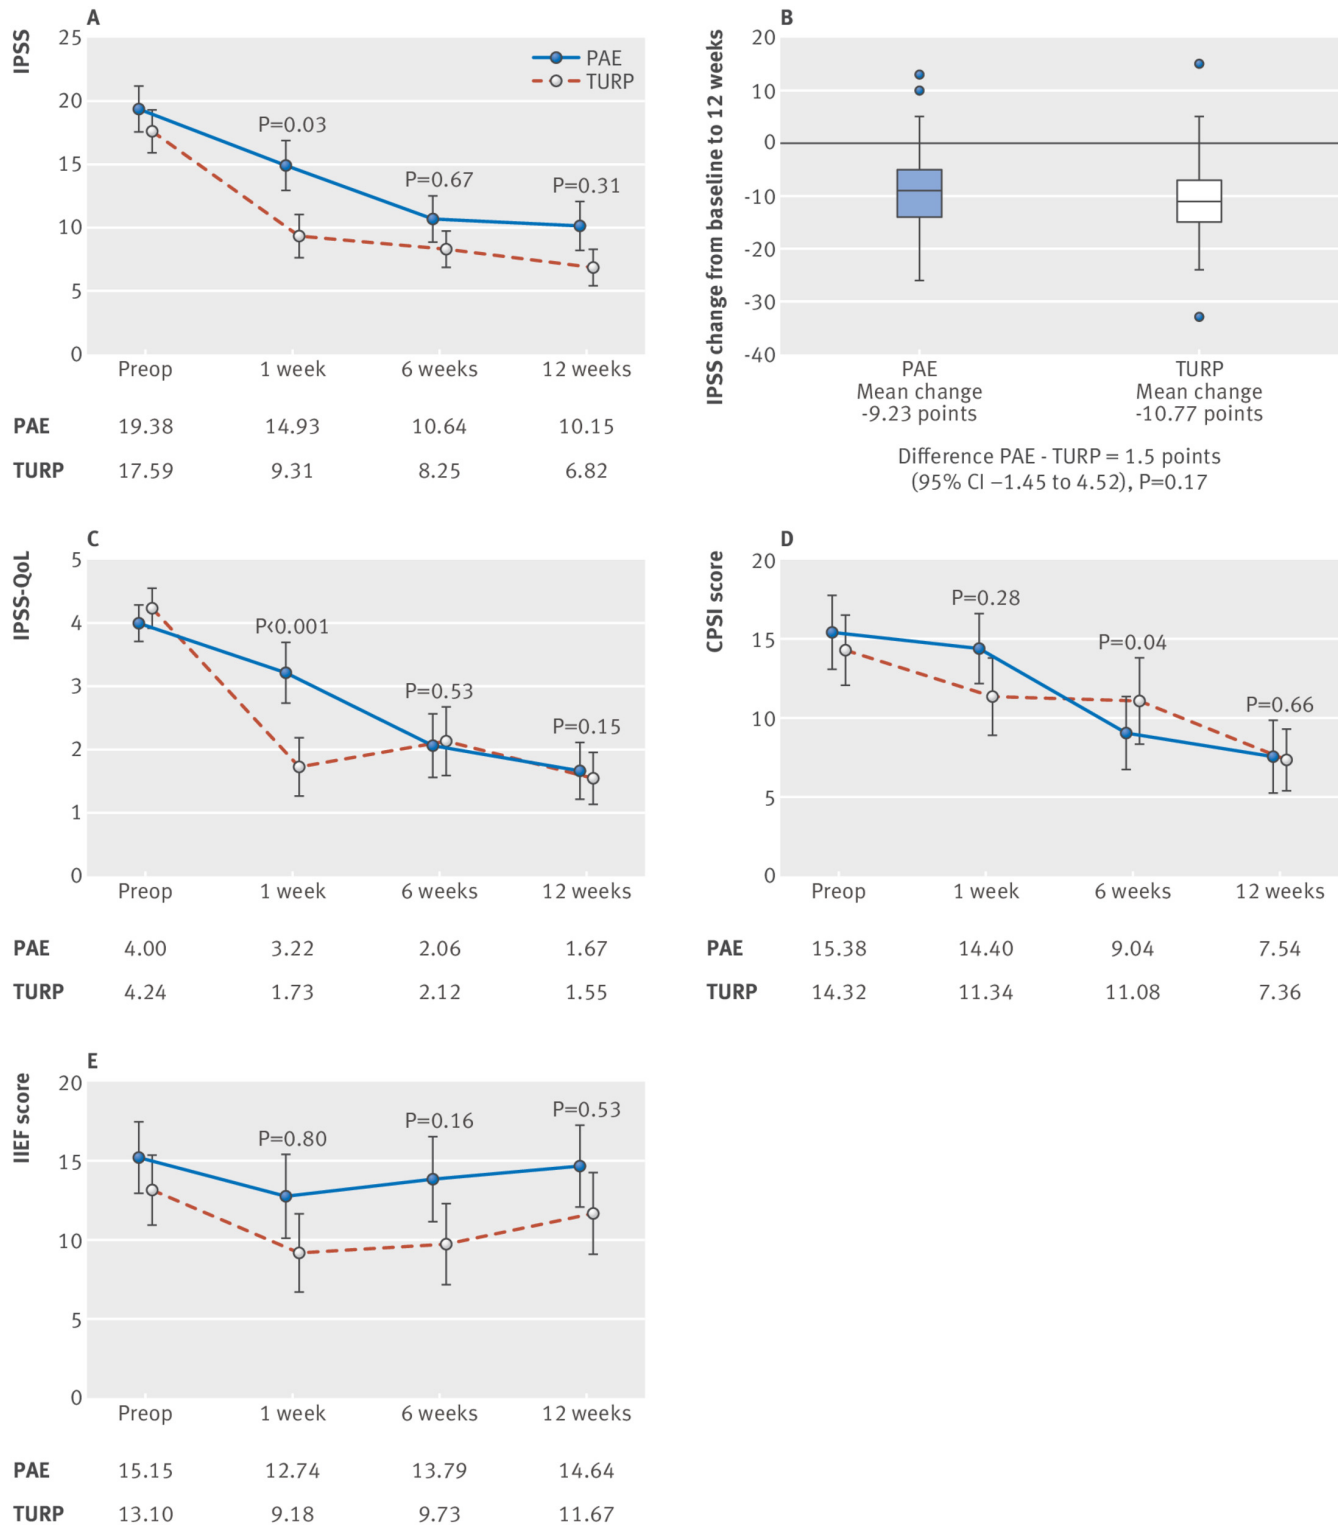 A
IPSS
25
20
15
10
5
0
PAE
TURP
P=0.03
P=0.67
P=0.31
Preop 1 week 6 weeks 12 weeks
PAE 19.38 14.93 10.64 10.15
TURP 17.59 9.31 8.25 6.82
B
IPSS change from baseline to 12 weeks
20
10
0
-10
-20
-30
-40
PAE
Mean change
-9.23 points
TURP
Mean change
-10.77 points
Difference PAE - TURP = 1.5 points
(95% CI –1.45 to 4.52), P=0.17
C
IPSS-QoL
5
4
3
2
1
0
P<0.001
P=0.53
P=0.15
Preop 1 week 6 weeks 12 weeks
PAE 4.00 3.22 2.06 1.67
TURP 4.24 1.73 2.12 1.55
D
CPSI score
20
15
10
5
0
P=0.28
P=0.04
P=0.66
Preop 1 week 6 weeks 12 weeks
PAE 15.38 14.40 9.04 7.54
TURP 14.32 11.34 11.08 7.36
E
IIEF score
20
15
10
5
0
P=0.80
P=0.16
P=0.53
Preop 1 week 6 weeks 12 weeks
PAE 15.15 12.74 13.79 14.64
TURP 13.10 9.18 9.73 11.67